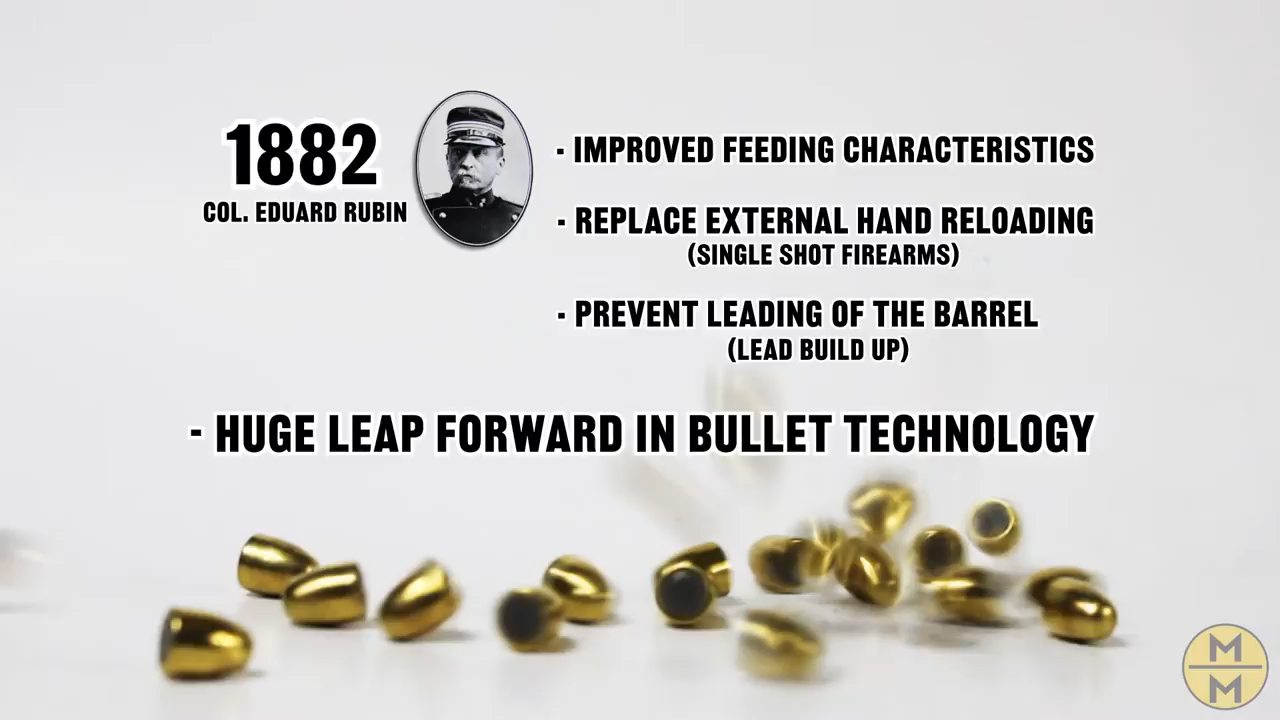 1882
COL. EDUARD RUBIN
· IMPROVED FEEDING CHARACTERISTICS
· REPLACE EXTERNAL HAND RELOADING
(SINGLE SHOT FIREARMS)
· PREVENT LEADING OF THE BARREL
(LEAD BUILD UP)
· HUGE LEAP FORWARD IN BULLET TECHNOLOGY
M
M